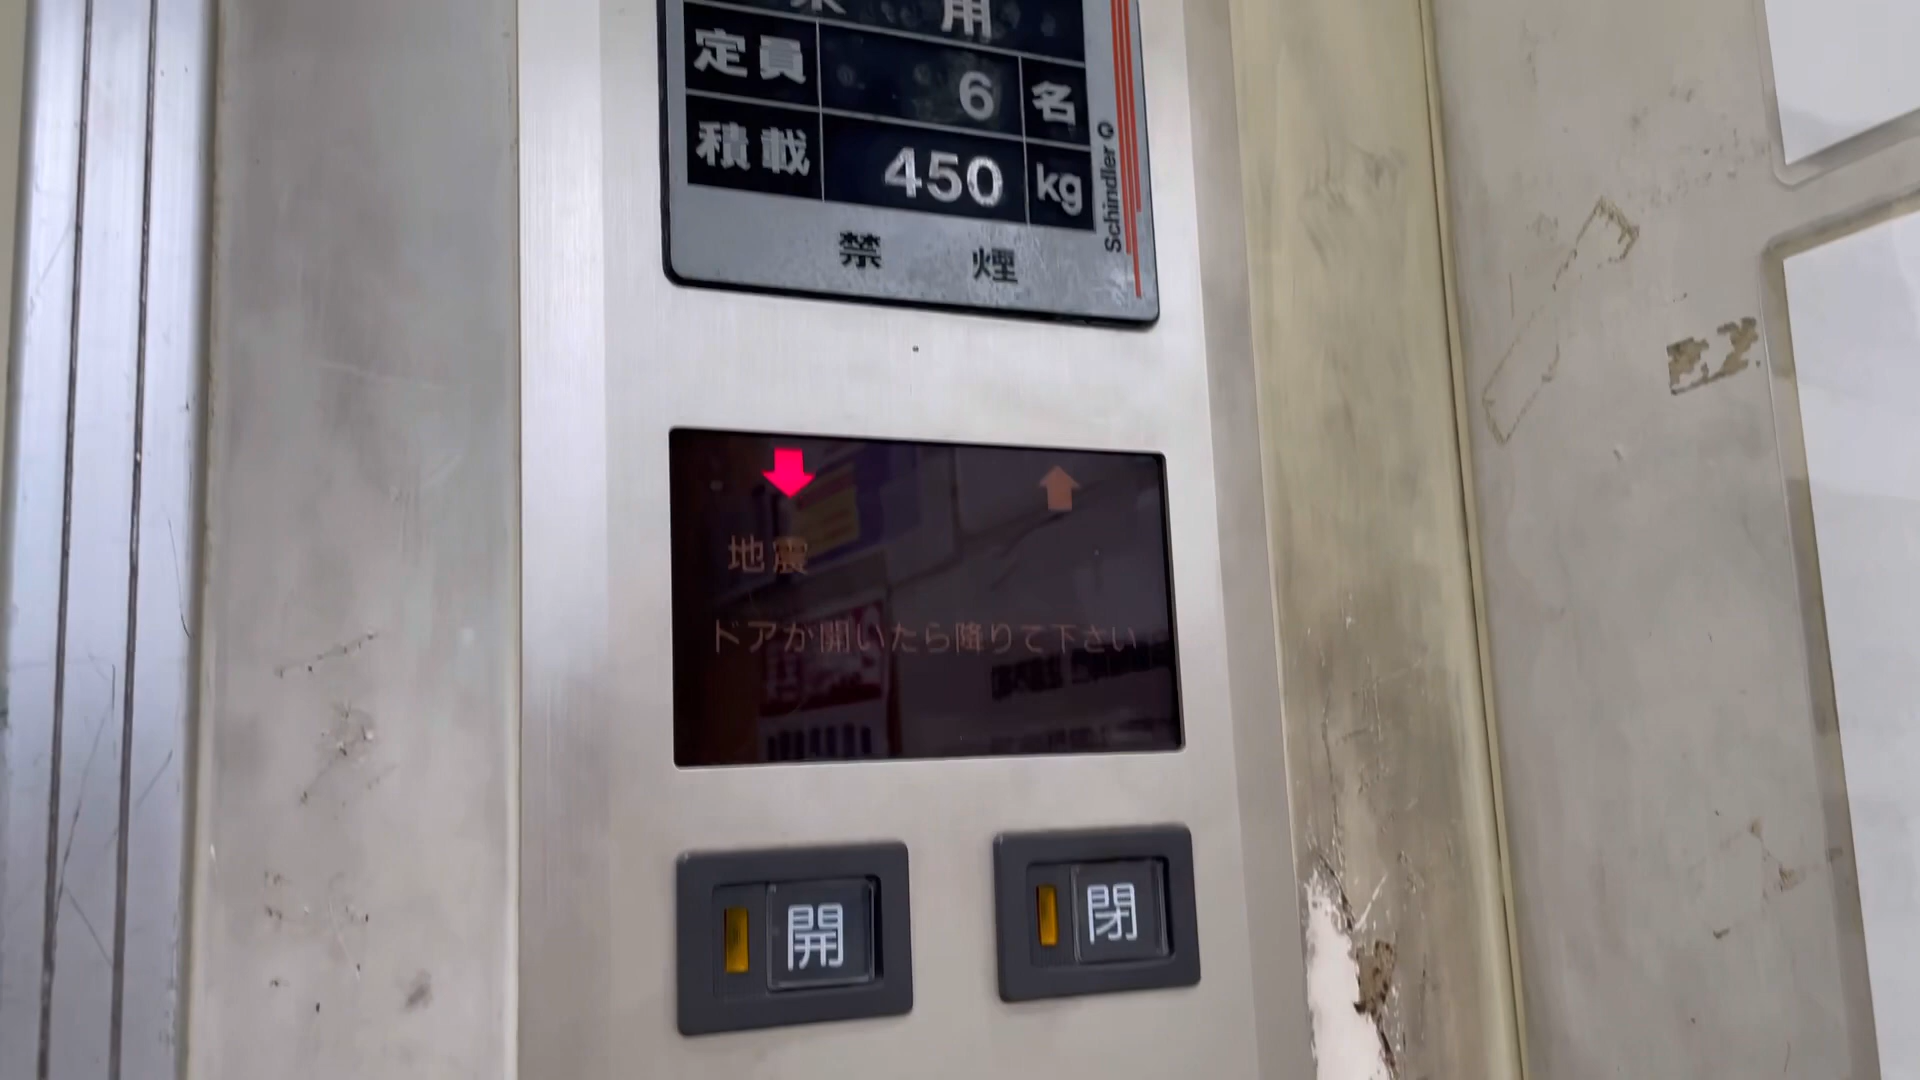 用
定員 6 名
積載 450 kg
Schindler
禁 煙
地震
ドアが開いたら降りて下さい
開
閉